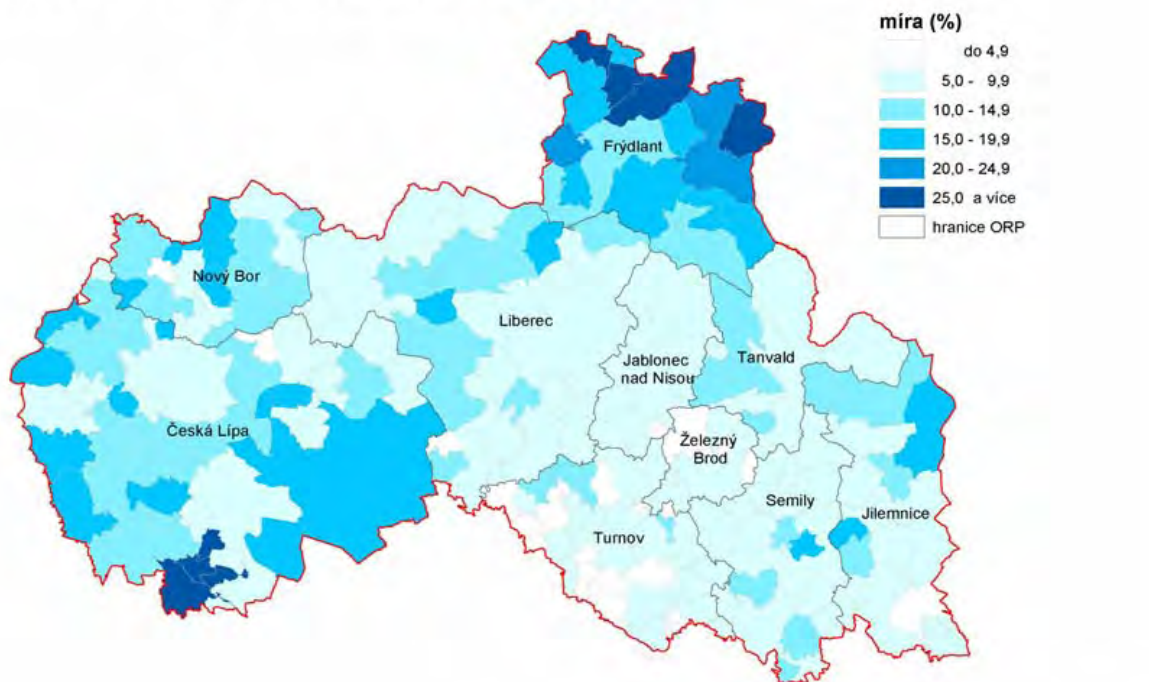 míra (%)
do 4,9
5,0 - 9,9
10,0 - 14,9
15,0 - 19,9
20,0 - 24,9
25,0 a více
hranice ORP
Frýdlant
Nový Bor
Liberec
Jablonec
nad Nisou
Tanvald
Česká Lípa
Železný
Brod
Semily
Jilemnice
Turnov